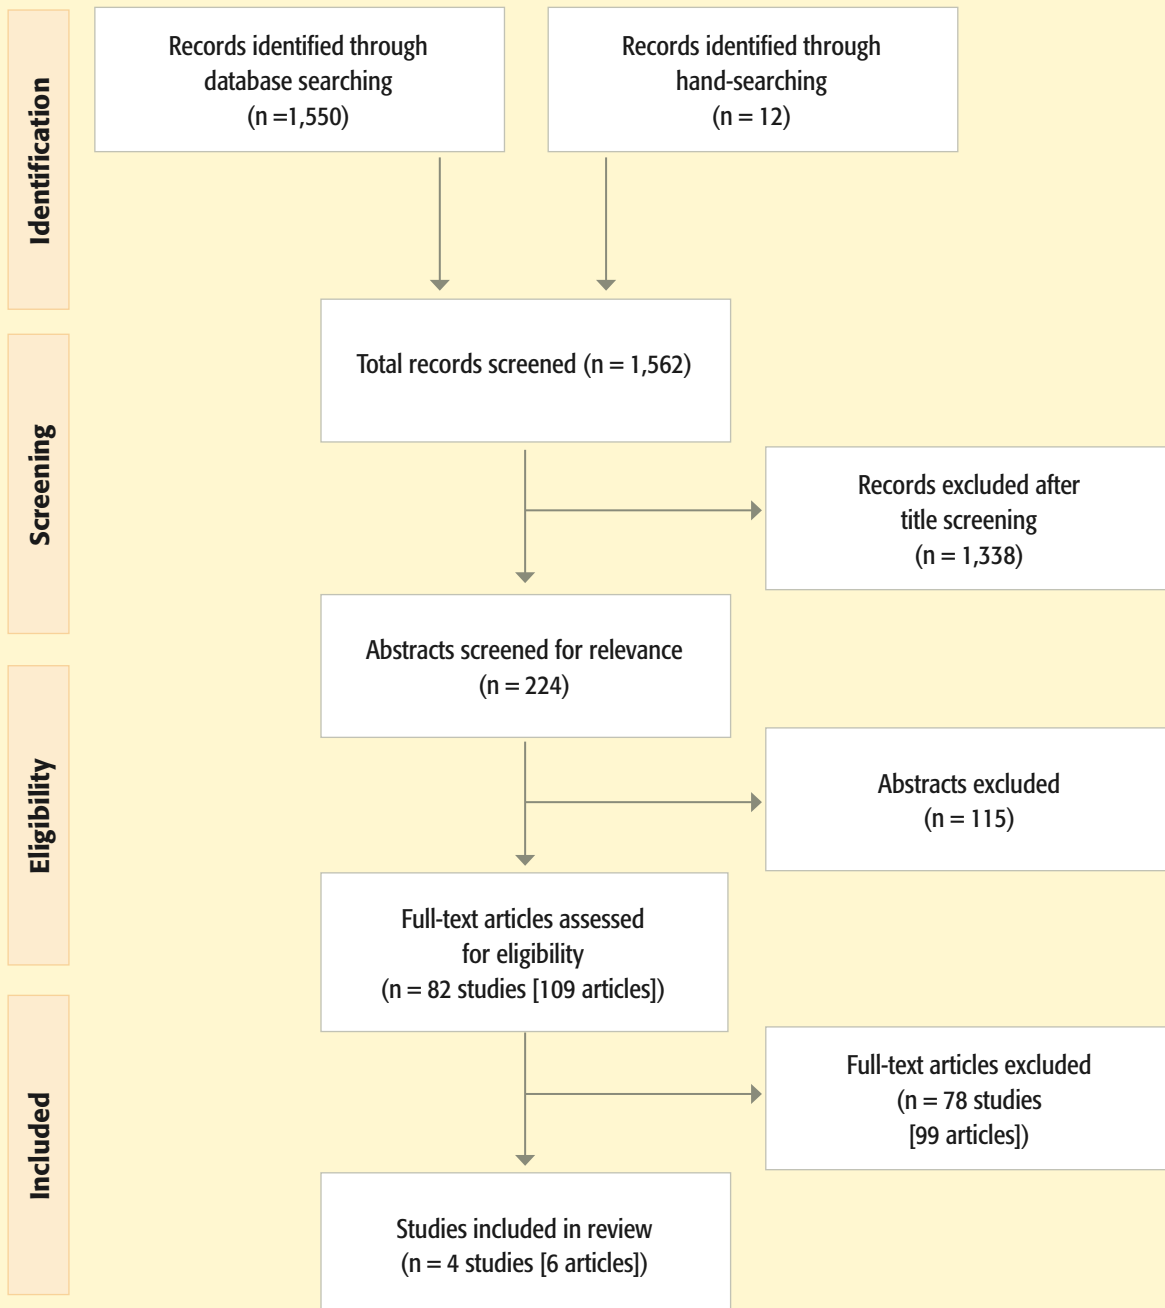 Identification
Records identified through
database searching
(n =1,550)
Records identified through
hand-searching
(n = 12)
Screening
Total records screened (n = 1,562)
Records excluded after
title screening
(n = 1,338)
Abstracts screened for relevance
(n = 224)
Eligibility
Abstracts excluded
(n = 115)
Full-text articles assessed
for eligibility
(n = 82 studies [109 articles])
Included
Full-text articles excluded
(n = 78 studies
[99 articles])
Studies included in review
(n = 4 studies [6 articles])